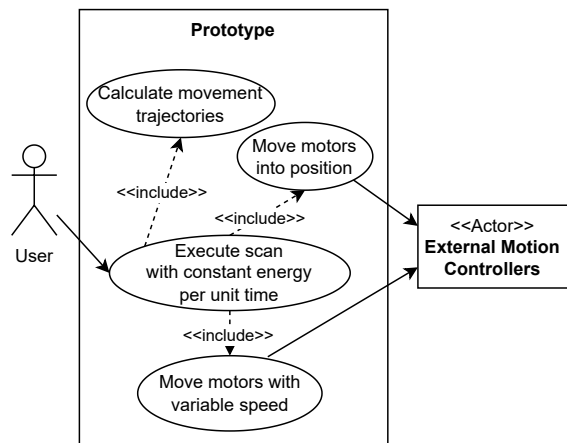 Prototype
Calculate movement
trajectories
Move motors
into position
<<include>>
<<include>>
<<Actor>>
External Motion
Controllers
User
Execute scan
with constant energy
per unit time
<<include>>
Move motors with
variable speed